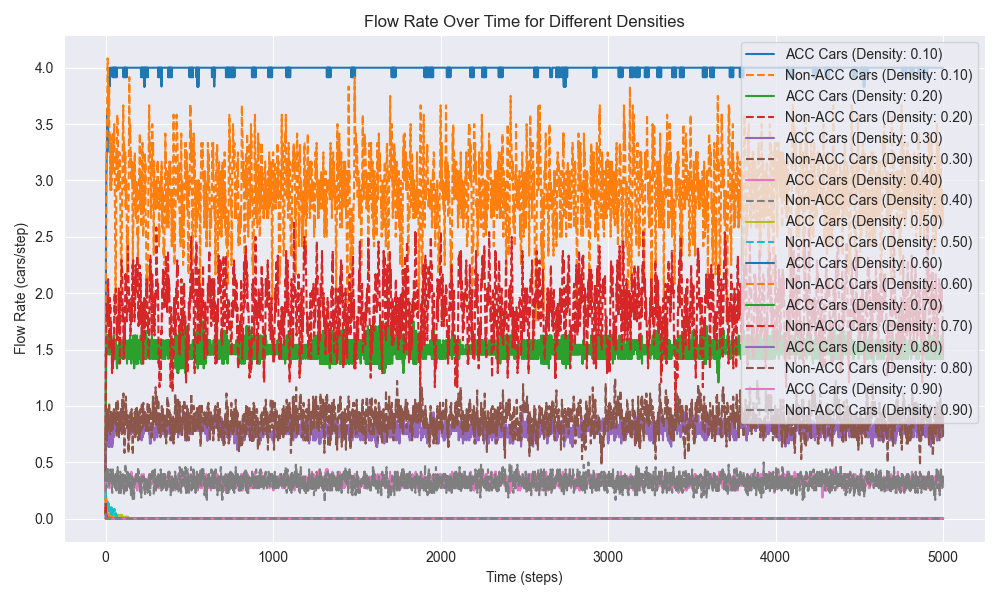 Flow Rate Over Time for Different Densities
Flow Rate (cars/step)
4.0
3.5
3.0
2.5
2.0
1.5
1.0
0.5
0.0
0
1000
2000
3000
4000
5000
Time (steps)
ACC Cars (Density: 0.10)
Non-ACC Cars (Density: 0.10)
ACC Cars (Density: 0.20)
Non-ACC Cars (Density: 0.20)
ACC Cars (Density: 0.30)
Non-ACC Cars (Density: 0.30)
ACC Cars (Density: 0.40)
Non-ACC Cars (Density: 0.40)
ACC Cars (Density: 0.50)
Non-ACC Cars (Density: 0.50)
ACC Cars (Density: 0.60)
Non-ACC Cars (Density: 0.60)
ACC Cars (Density: 0.70)
Non-ACC Cars (Density: 0.70)
ACC Cars (Density: 0.80)
Non-ACC Cars (Density: 0.80)
ACC Cars (Density: 0.90)
Non-ACC Cars (Density: 0.90)